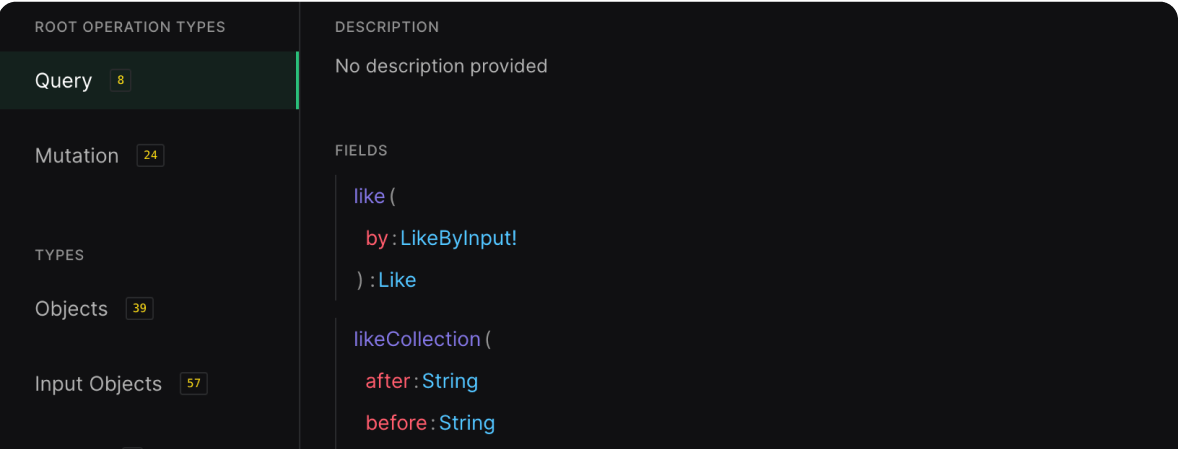 ROOT OPERATION TYPES
Query 8
Mutation 24
TYPES
Objects 39
Input Objects 57
DESCRIPTION
No description provided
FIELDS
like (
by : LikeByInput!
) : Like
likeCollection (
after : String
before : String